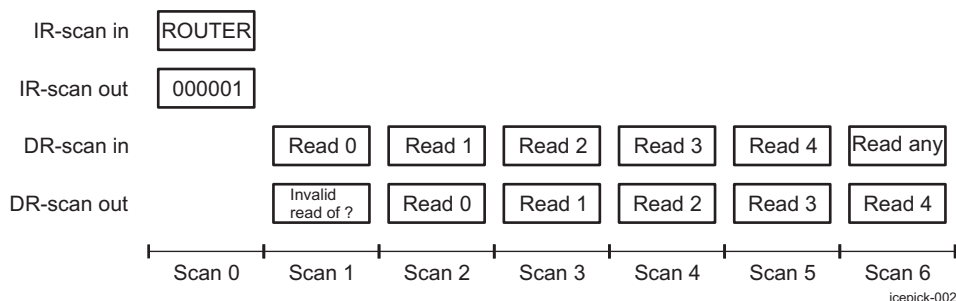 IR-scan in ROUTER
IR-scan out 000001
DR-scan in Read 0 Read 1 Read 2 Read 3 Read 4 Read any
DR-scan out Invalid read of ? Read 0 Read 1 Read 2 Read 3 Read 4
Scan 0 Scan 1 Scan 2 Scan 3 Scan 4 Scan 5 Scan 6
icepick-002